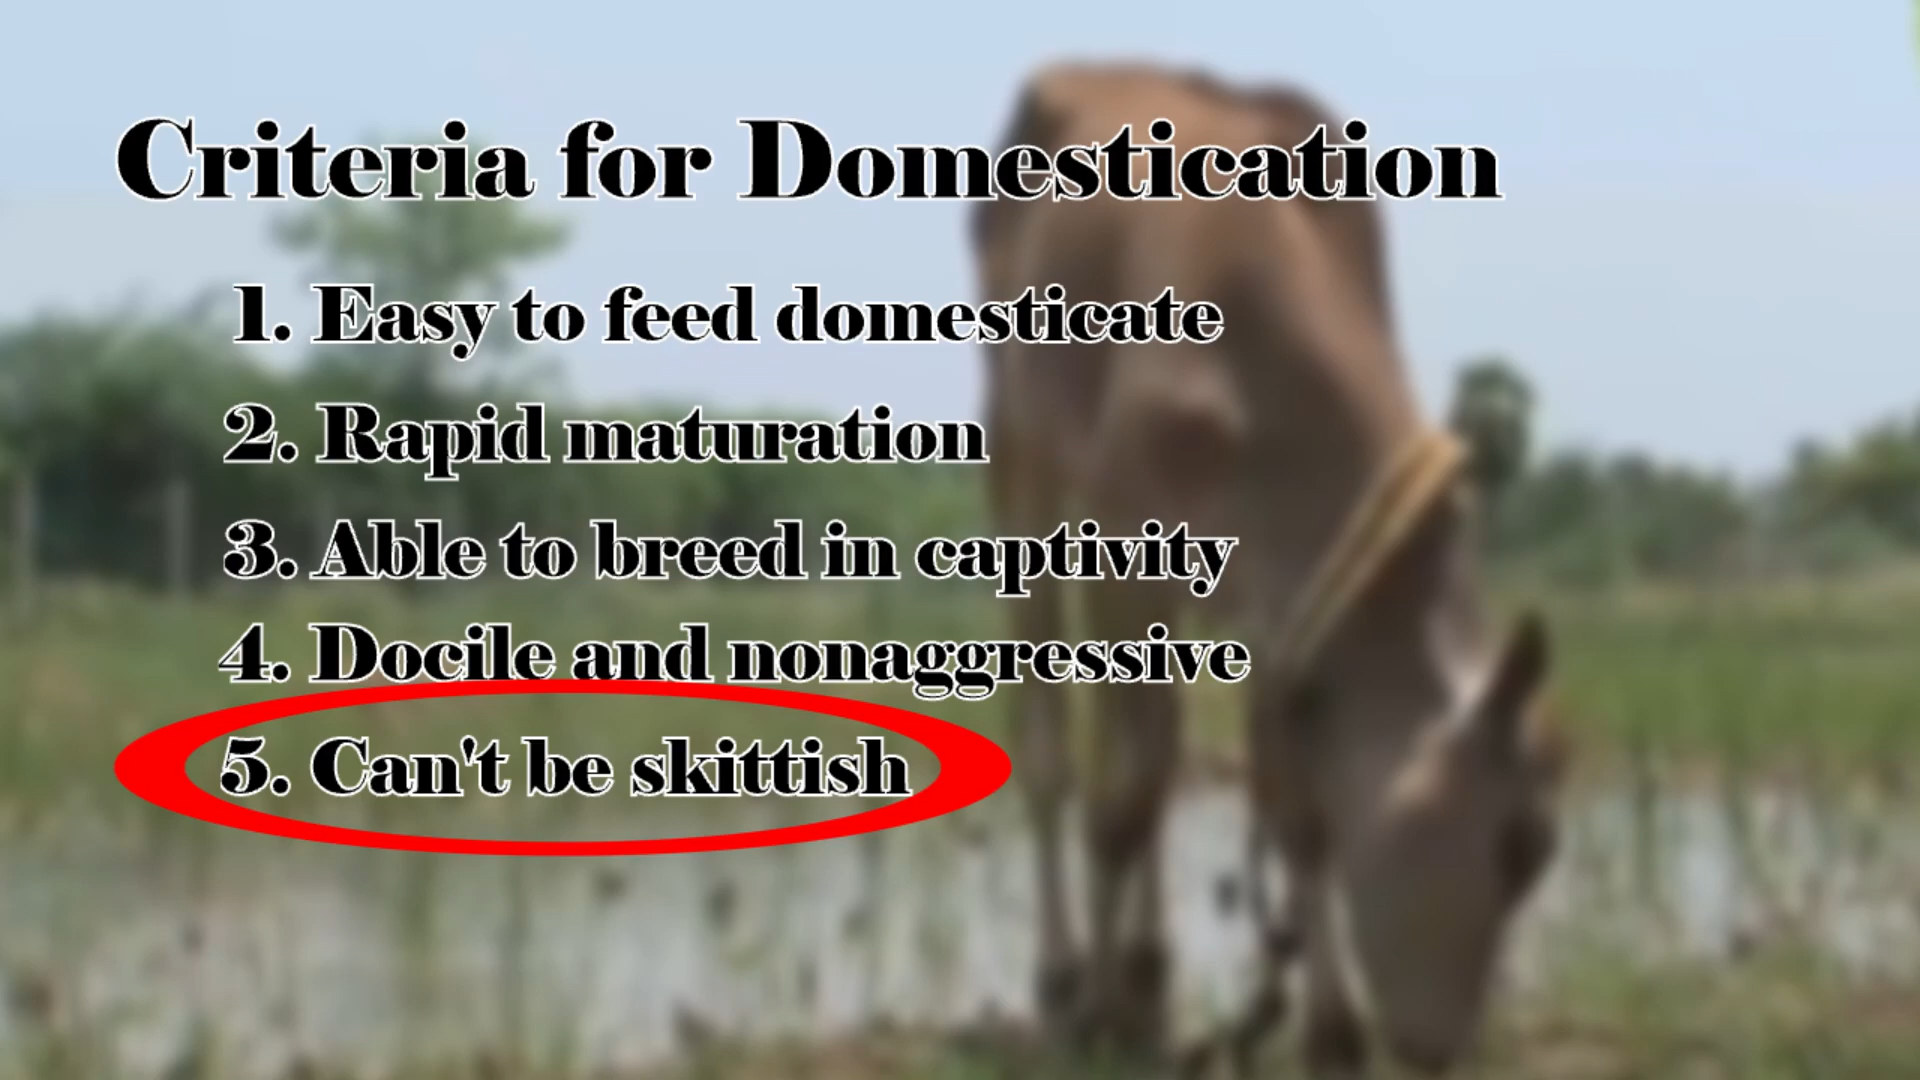 Criteria for Domestication
1. Easy to feed domesticate
2. Rapid maturation
3. Able to breed in captivity
4. Docile and nonaggressive
5. Can't be skittish